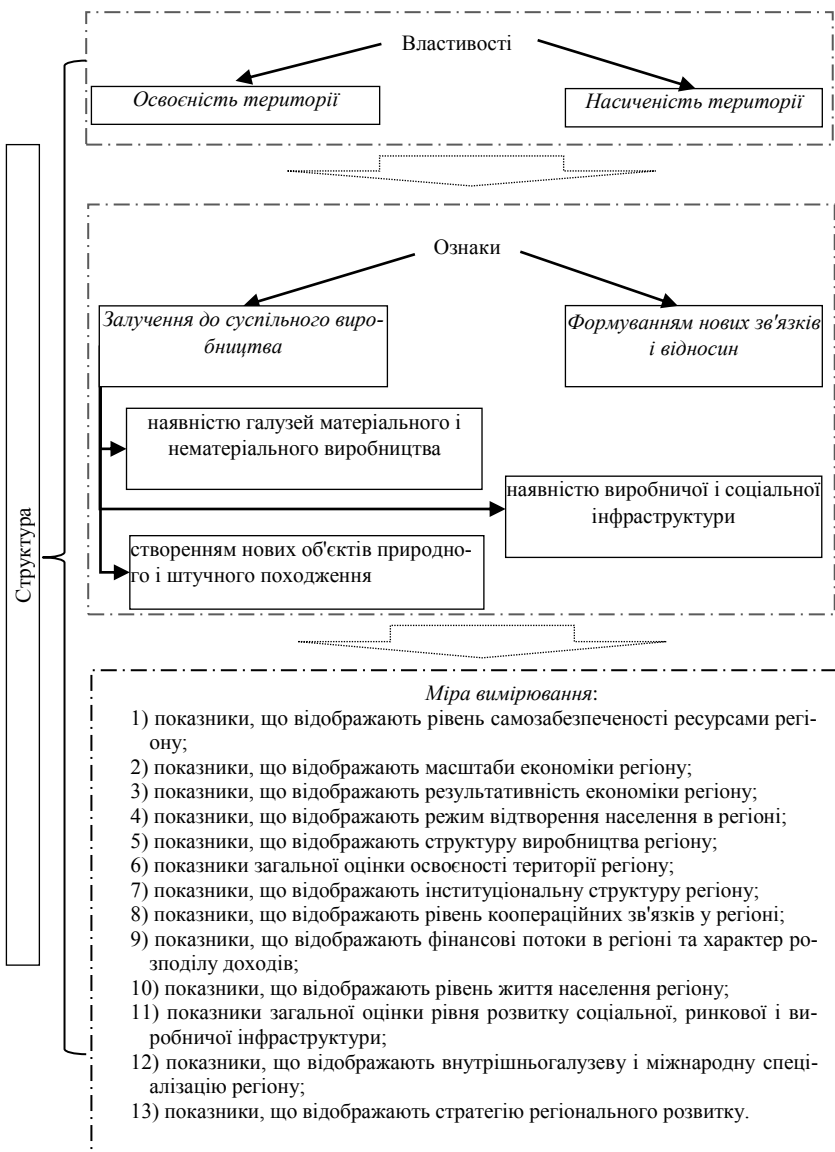 Властивості
Освоєність території
Насиченість території
Структура
Ознаки
Залучення до суспільного виро-
бництва
Формуванням нових зв'язків
і відносин
наявністю галузей матеріального і
нематеріального виробництва
наявністю виробничої і соціальної
інфраструктури
створенням нових об'єктів природно-
го і штучного походження
Міра вимірювання:
1) показники, що відображають рівень самозабезпеченості ресурсами регі-
ону;
2) показники, що відображають масштаби економіки регіону;
3) показники, що відображають результативність економіки регіону;
4) показники, що відображають режим відтворення населення в регіоні;
5) показники, що відображають структуру виробництва регіону;
6) показники загальної оцінки освоєності території регіону;
7) показники, що відображають інституціональну структуру регіону;
8) показники, що відображають рівень коопераційних зв'язків у регіоні;
9) показники, що відображають фінансові потоки в регіоні та характер ро-
зподілу доходів;
10) показники, що відображають рівень життя населення регіону;
11) показники загальної оцінки рівня розвитку соціальної, ринкової і ви-
робничої інфраструктури;
12) показники, що відображають внутрішньогалузеву і міжнародну спеці-
алізацію регіону;
13) показники, що відображають стратегію регіонального розвитку.